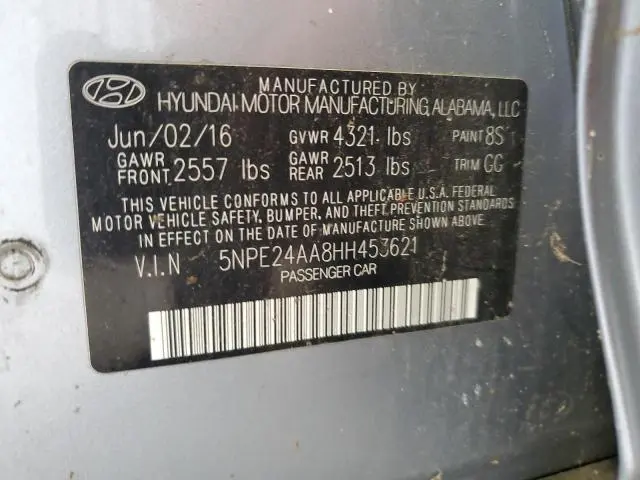 MANUFACTURED BY
HYUNDAI MOTOR MANUFACTURING, ALABAMA, LLC
Jun/02/16 GVWR 4321 lbs PAINT 8S
GAWR FRONT 2557 lbs GAWR REAR 2513 lbs TRIM GG
THIS VEHICLE CONFORMS TO ALL APPLICABLE U.S.A. FEDERAL
MOTOR VEHICLE SAFETY, BUMPER, AND THEFT PREVENTION STANDARDS
IN EFFECT ON THE DATE OF MANUFACTURE SHOWN ABOVE.
V.I.N 5NPE24AA8HH453621
PASSENGER CAR